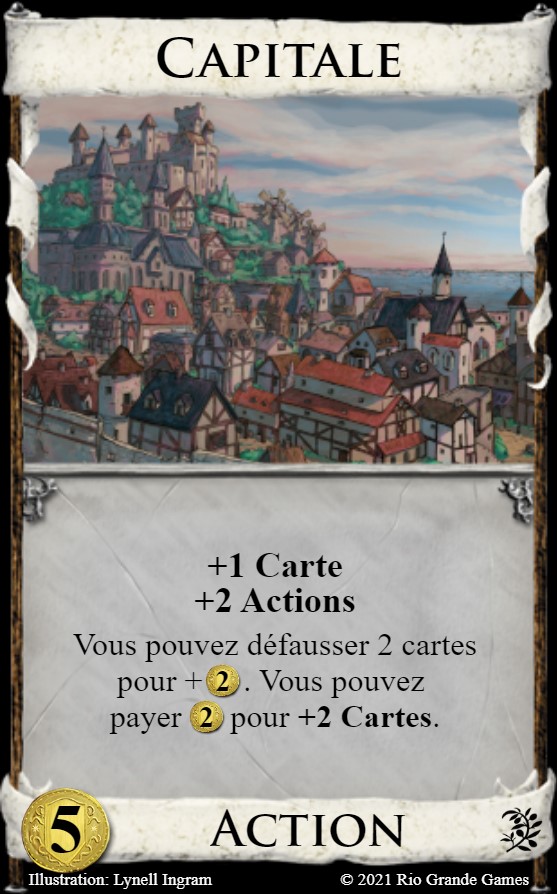 CAPITALE
+1 Carte
+2 Actions
Vous pouvez défausser 2 cartes
pour +2. Vous pouvez
payer 2 pour +2 Cartes.
5
ACTION
Illustration: Lynell Ingram
© 2021 Rio Grande Games